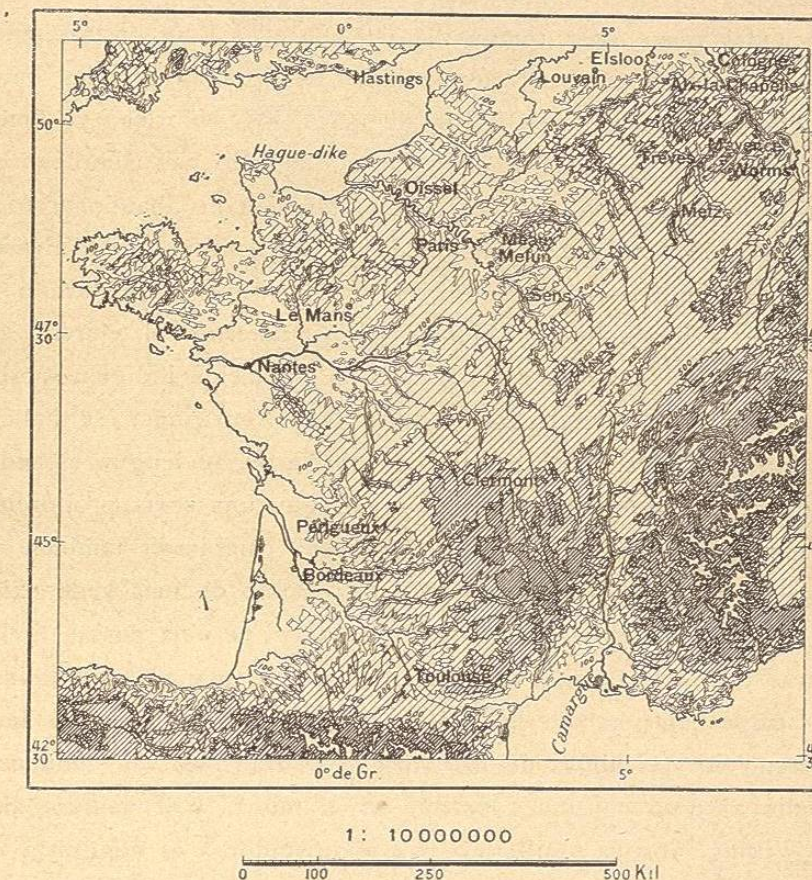 5° 0° 5°
Elsloo 100 Cologne
Hastings Louvain Aix-la-Chapelle
50°
Hague-dike Mayence
Trèves Worms
Oissel
Metz
Paris Meaux
Melun
Sens
Le Mans
47°
30'
Nantes
Clermont
Périgueux
45°
Bordeaux
Toulouse
Camargue
42°
30'
0° de Gr. 5°
1: 10 000 000
0 100 250 500 Kil